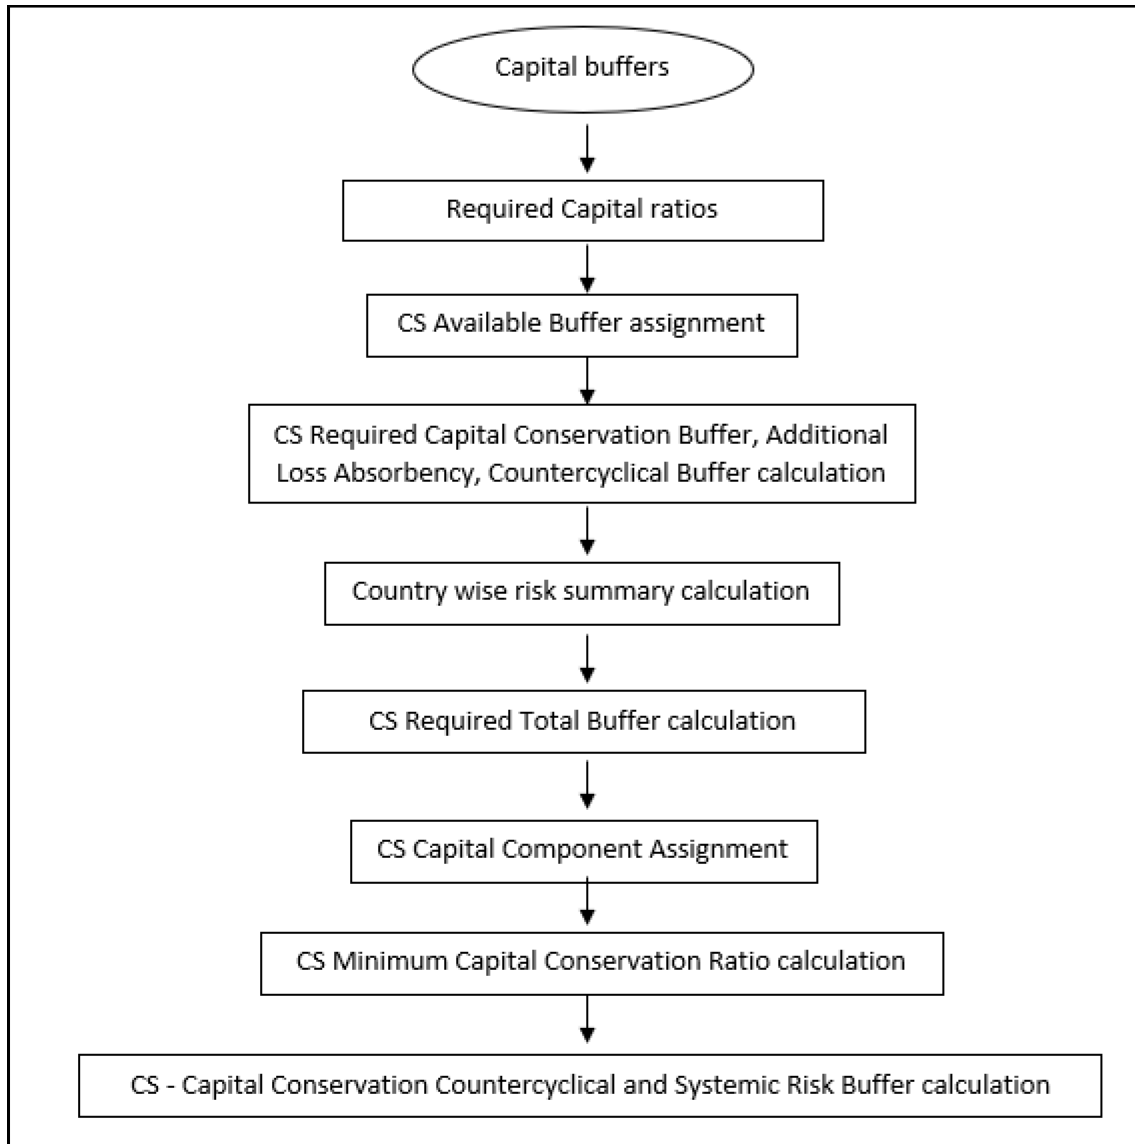 Capital buffers
Required Capital ratios
CS Available Buffer assignment
CS Required Capital Conservation Buffer, Additional
Loss Absorbency, Countercyclical Buffer calculation
Country wise risk summary calculation
CS Required Total Buffer calculation
CS Capital Component Assignment
CS Minimum Capital Conservation Ratio calculation
CS - Capital Conservation Countercyclical and Systemic Risk Buffer calculation